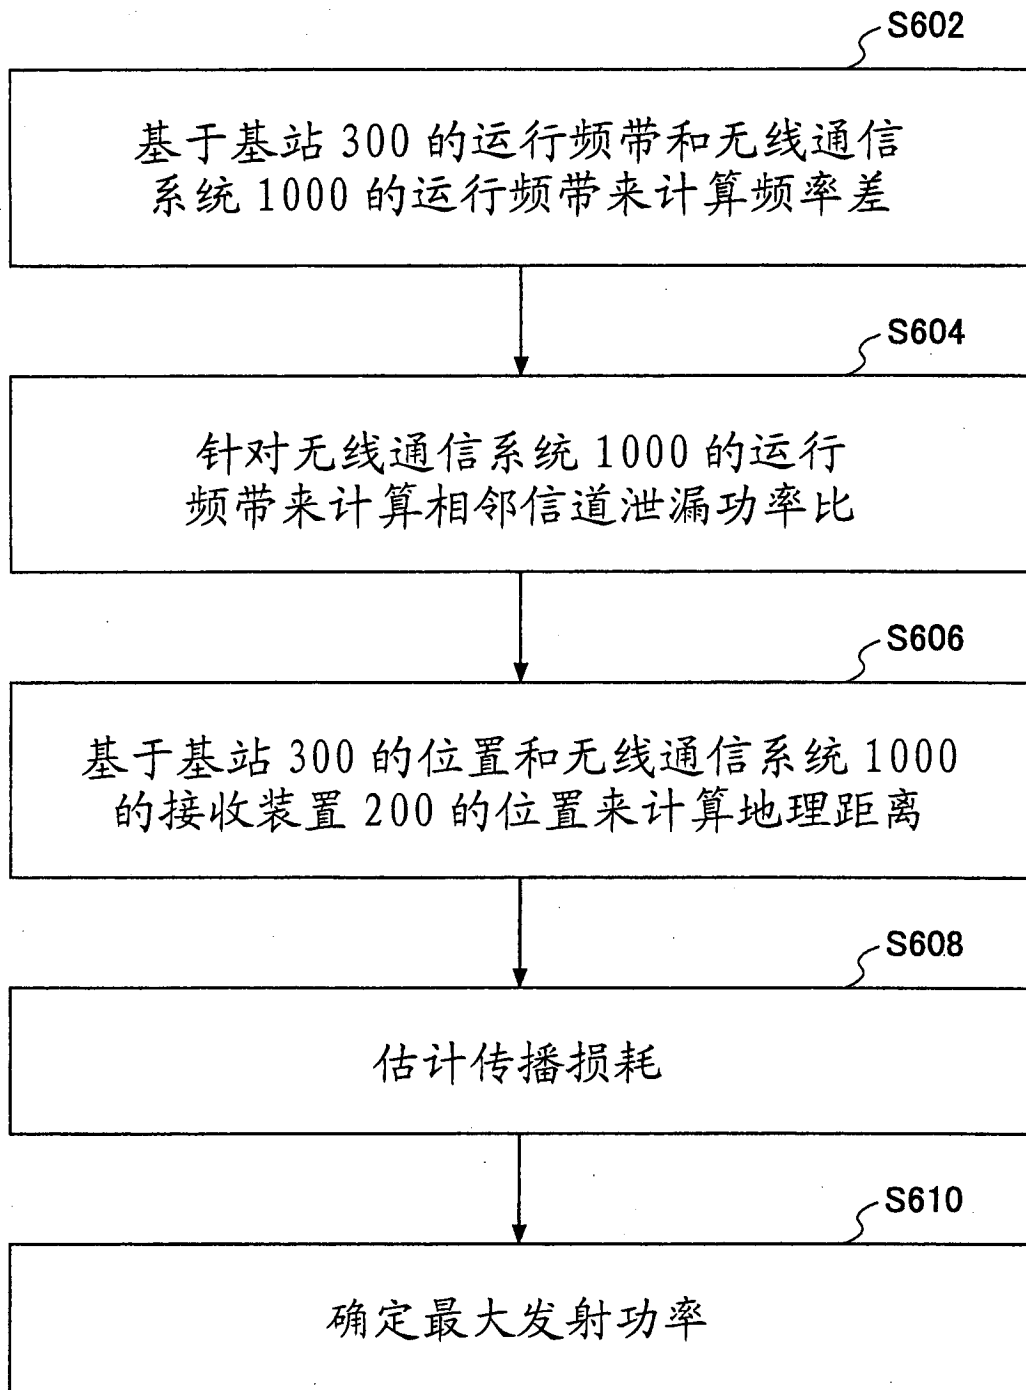 S602
基于基站 300 的运行频带和无线通信
系统 1000 的运行频带来计算频率差
S604
针对无线通信系统 1000 的运行
频带来计算相邻信道泄漏功率比
S606
基于基站 300 的位置和无线通信系统 1000
的接收装置 200 的位置来计算地理距离
S608
估计传播损耗
S610
确定最大发射功率